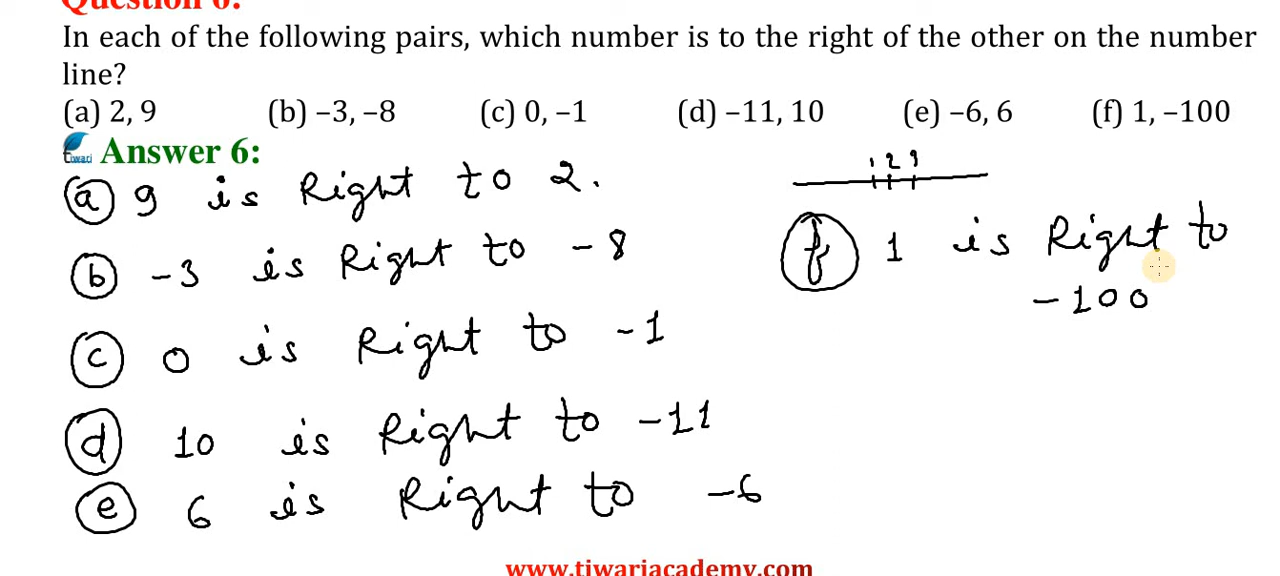 Question 6:
In each of the following pairs, which number is to the right of the other on the number
line?
(a) 2, 9 (b) –3, –8 (c) 0, –1 (d) –11, 10 (e) –6, 6 (f) 1, –100
Tiwari Answer 6:
(a) 9 is Right to 2.
(b) -3 is Right to -8
(c) 0 is Right to -1
(d) 10 is Right to -11
(e) 6 is Right to -6
1 2 9
(f) 1 is Right to
-100
www.tiwariacademy.com